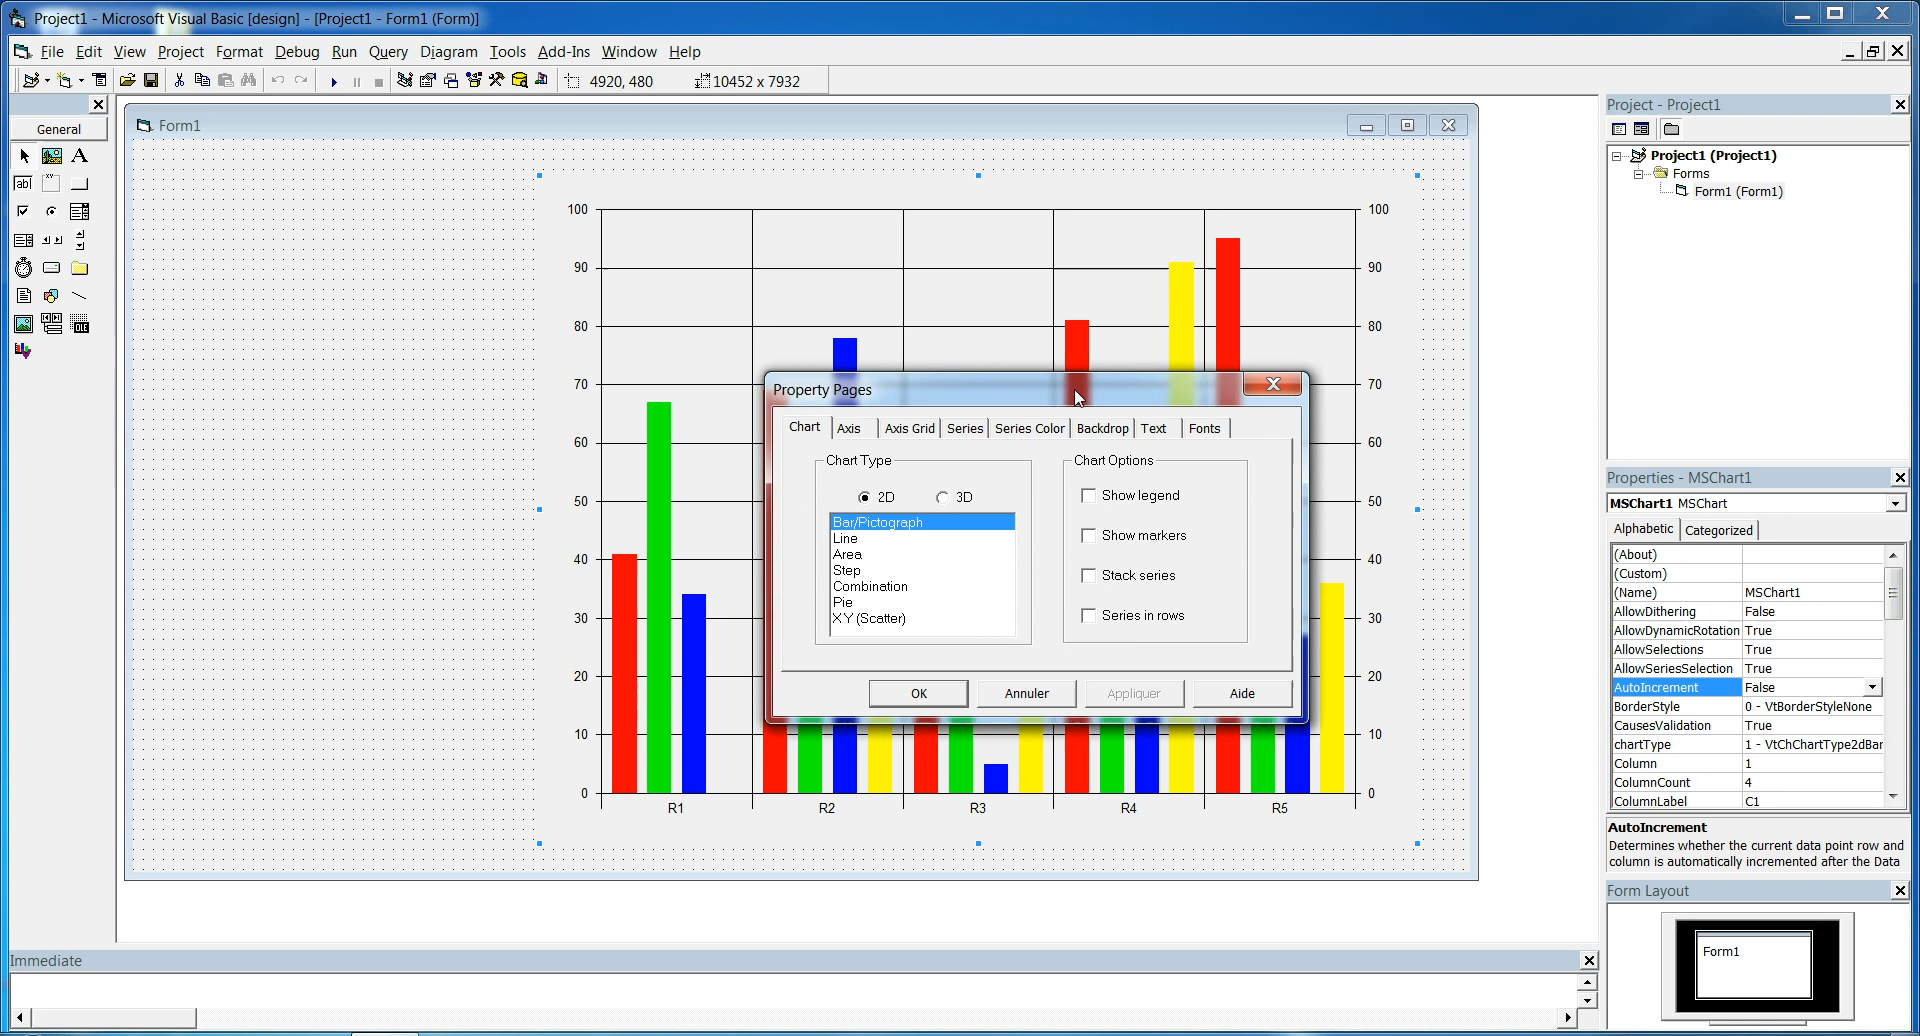 Project1 - Microsoft Visual Basic [design] - [Project1 - Form1 (Form)]
File Edit View Project Format Debug Run Query Diagram Tools Add-Ins Window Help
4920, 480 10452 x 7932
General
A
ab|
XY
OLE
Form1
100 100
90 90
80 80
70 70
60 60
50 50
40 40
30 30
20 20
10 10
0 0
R1 R2 R3 R4 R5
Property Pages
Chart Axis Axis Grid Series Series Color Backdrop Text Fonts
Chart Type
2D 3D
Bar/Pictograph
Line
Area
Step
Combination
Pie
X Y (Scatter)
Chart Options
Show legend
Show markers
Stack series
Series in rows
OK Annuler Appliquer Aide
Project - Project1
Project1 (Project1)
Forms
Form1 (Form1)
Properties - MSChart1
MSChart1 MSChart
Alphabetic Categorized
(About)
(Custom)
(Name) MSChart1
AllowDithering False
AllowDynamicRotation True
AllowSelections True
AllowSeriesSelection True
AutoIncrement False
BorderStyle 0 - VtBorderStyleNone
CausesValidation True
chartType 1 - VtChChartType2dBar
Column 1
ColumnCount 4
ColumnLabel C1
AutoIncrement
Determines whether the current data point row and
column is automatically incremented after the Data
Form Layout
Form1
Immediate